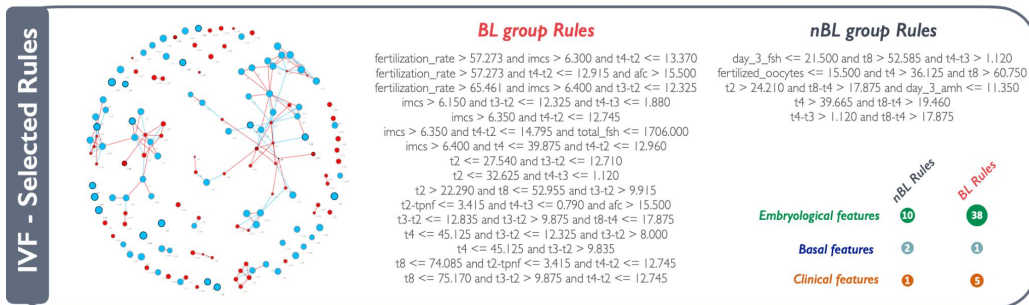 IVF - Selected Rules
BL group Rules
fertilization_rate > 57.273 and imcs > 6.300 and t4-t2 <= 13.370
fertilization_rate > 57.273 and t4-t2 <= 12.915 and afc > 15.500
fertilization_rate > 65.461 and imcs > 6.400 and t3-t2 <= 12.325
imcs > 6.150 and t3-t2 <= 12.325 and t4-t3 <= 1.880
imcs > 6.350 and t4-t2 <= 12.745
imcs > 6.350 and t4-t2 <= 14.795 and total_fsh <= 1706.000
imcs > 6.400 and t4 <= 39.875 and t4-t2 <= 12.960
t2 <= 27.540 and t3-t2 <= 12.710
t2 <= 32.625 and t4-t3 <= 1.120
t2 > 22.290 and t8 <= 52.955 and t3-t2 > 9.915
t2-tpnf <= 3.415 and t4-t3 <= 0.790 and afc > 15.500
t3-t2 <= 12.835 and t3-t2 > 9.875 and t8-t4 <= 17.875
t4 <= 45.125 and t3-t2 <= 12.325 and t3-t2 > 8.000
t4 <= 45.125 and t3-t2 > 9.835
t8 <= 74.085 and t2-tpnf <= 3.415 and t4-t2 <= 12.745
t8 <= 75.170 and t3-t2 > 9.875 and t4-t2 <= 12.745
nBL group Rules
day_3_fsh <= 21.500 and t8 > 52.585 and t4-t3 > 1.120
fertilized_oocytes <= 15.500 and t4 > 36.125 and t8 > 60.750
t2 > 24.210 and t8-t4 > 17.875 and day_3_amh <= 11.350
t4 > 39.665 and t8-t4 > 19.460
t4-t3 > 1.120 and t8-t4 > 17.875
nBL Rules BL Rules
Embryological features 10 38
Basal features 2 1
Clinical features 1 5